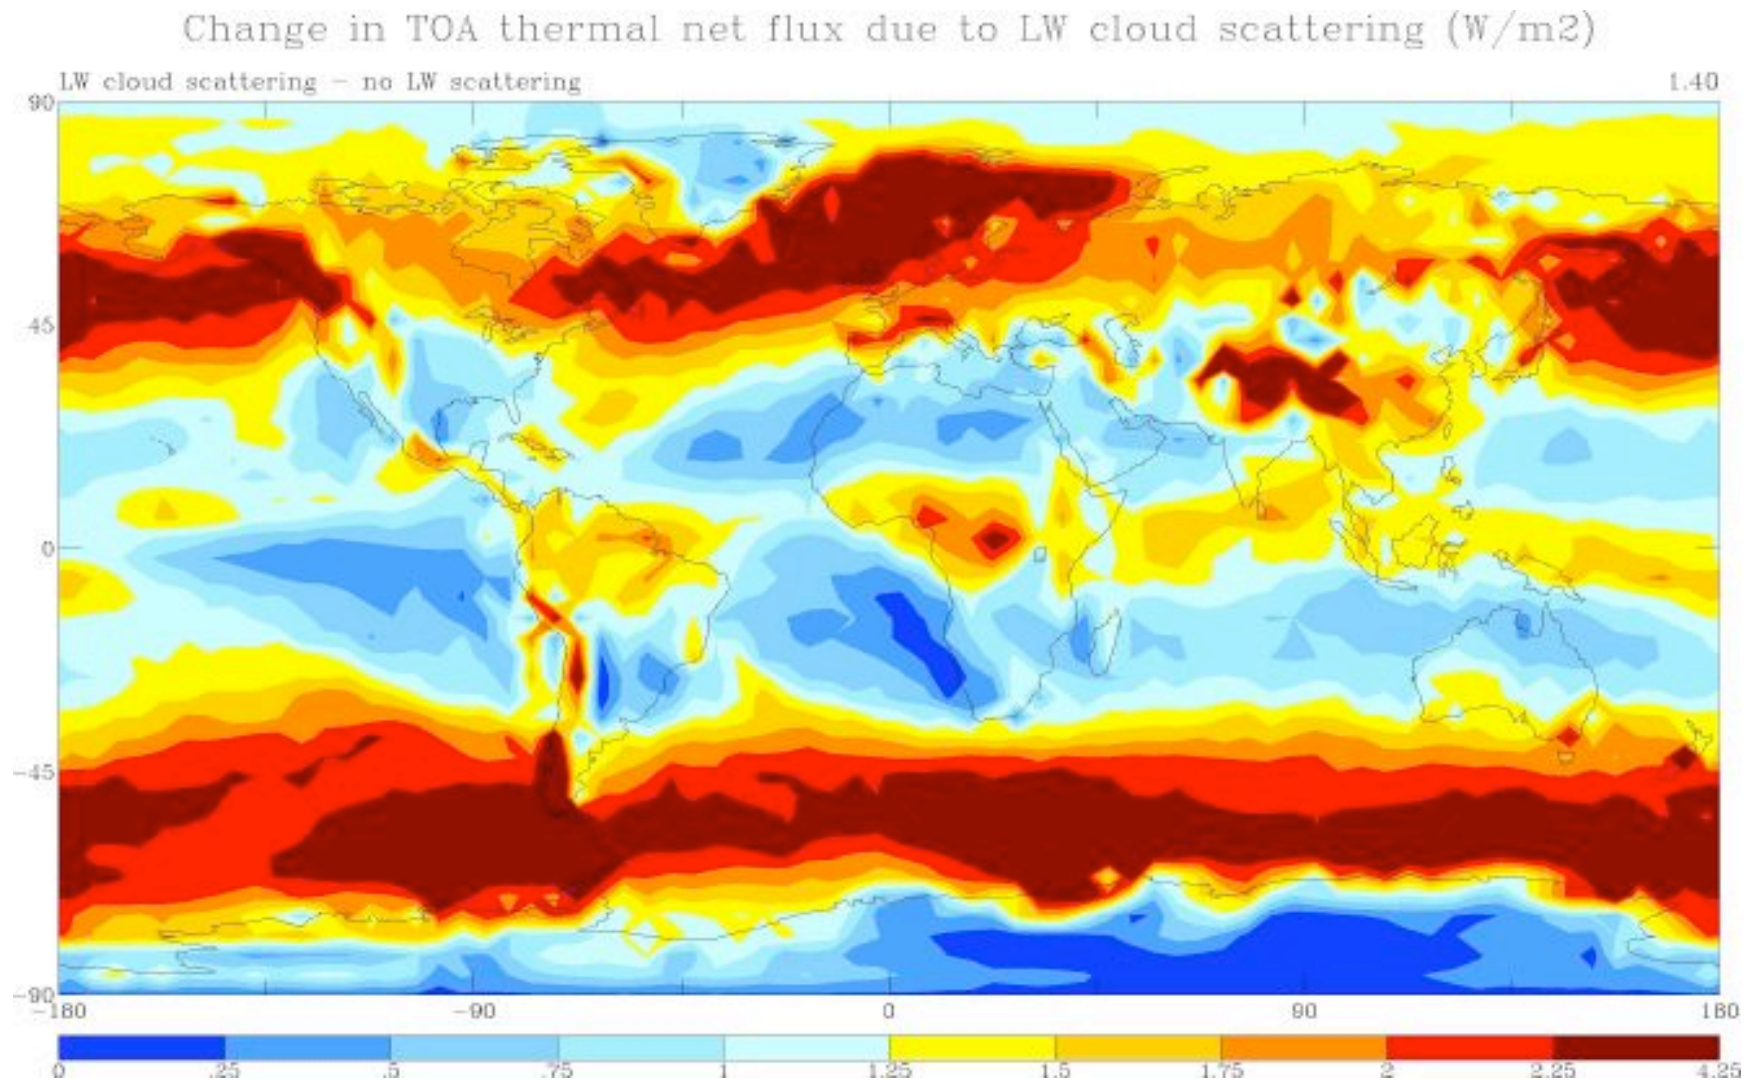 Change in TOA thermal net flux due to LW cloud scattering (W/m2)
LW cloud scattering − no LW scattering 1.40
90
45
0
−45
−90
−180 −90 0 90 180
0 .25 .5 .75 1 1.25 1.5 1.75 2 2.25 4.25